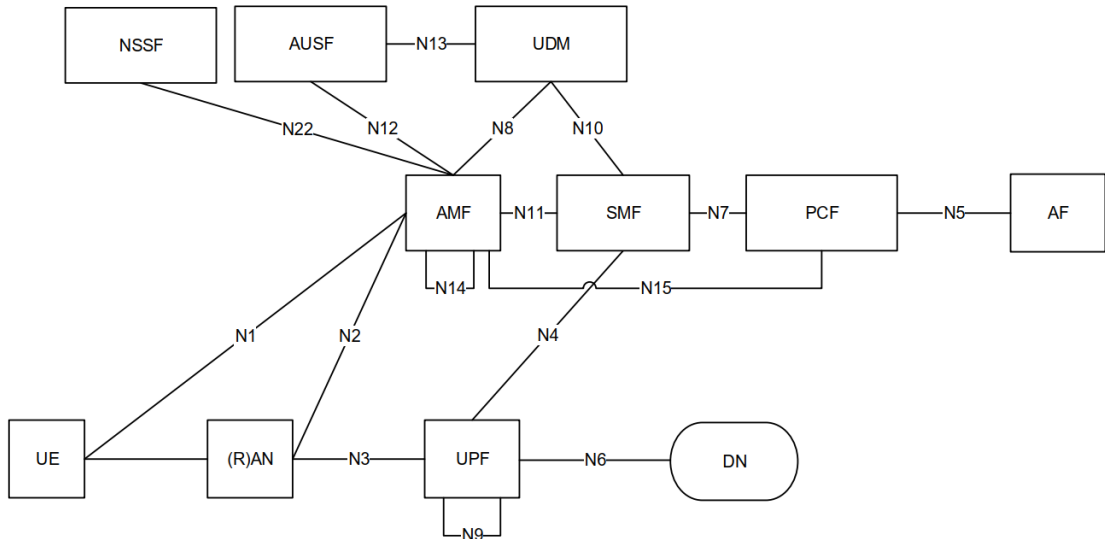 NSSF
AUSF
N13
UDM
N22
N12
N8
N10
AMF
N11
SMF
N7
PCF
N5
AF
N14
N15
N1
N2
N4
UE
(R)AN
N3
UPF
N6
DN
N9